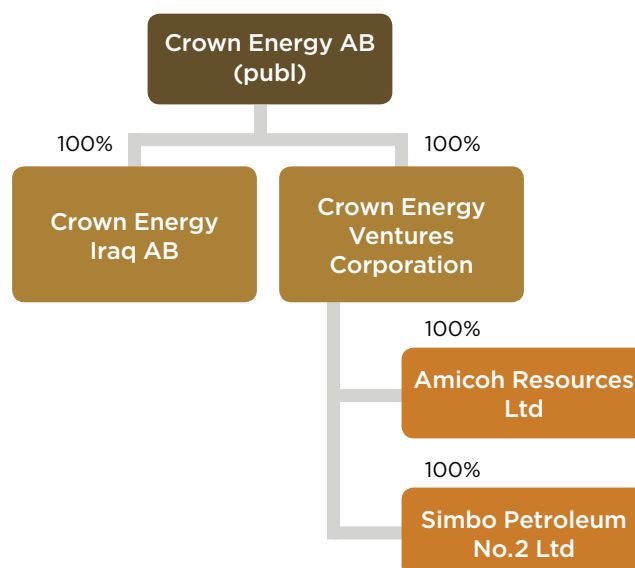 Crown Energy AB
(publ)
100%
100%
Crown Energy
Iraq AB
Crown Energy
Ventures
Corporation
100%
Amicoh Resources
Ltd
100%
Simbo Petroleum
No.2 Ltd